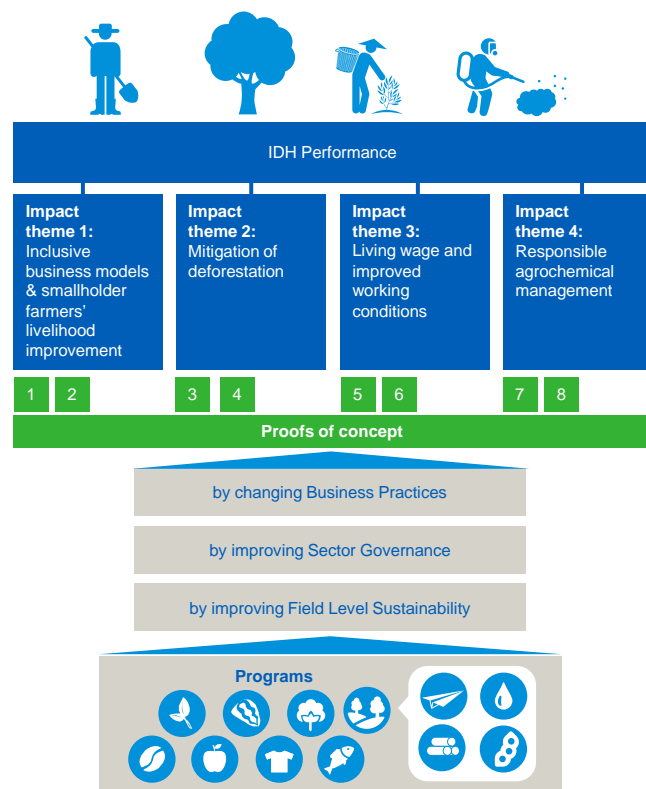 IDH Performance
Impact
theme 1:
Inclusive
business models
& smallholder
farmers'
livelihood
improvement
Impact
theme 2:
Mitigation of
deforestation
Impact
theme 3:
Living wage and
improved
working
conditions
Impact
theme 4:
Responsible
agrochemical
management
1 2 3 4 5 6 7 8
Proofs of concept
by changing Business Practices
by improving Sector Governance
by improving Field Level Sustainability
Programs